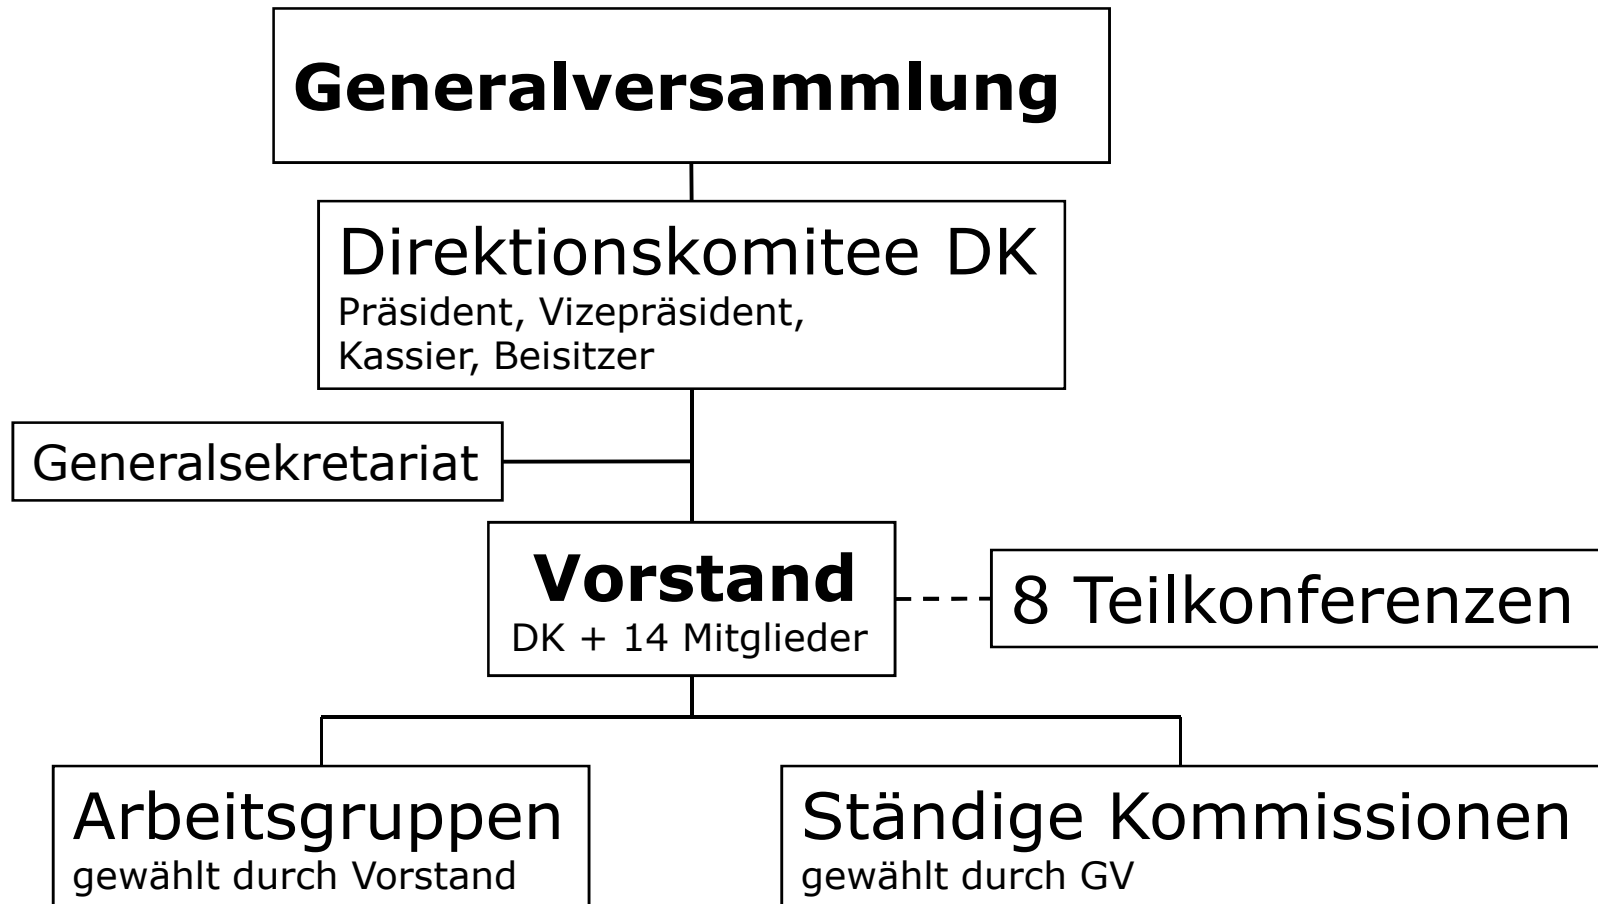 Generalversammlung
Direktionskomitee DK
Präsident, Vizepräsident,
Kassier, Beisitzer
Generalsekretariat
Vorstand
DK + 14 Mitglieder
8 Teilkonferenzen
Arbeitsgruppen
gewählt durch Vorstand
Ständige Kommissionen
gewählt durch GV